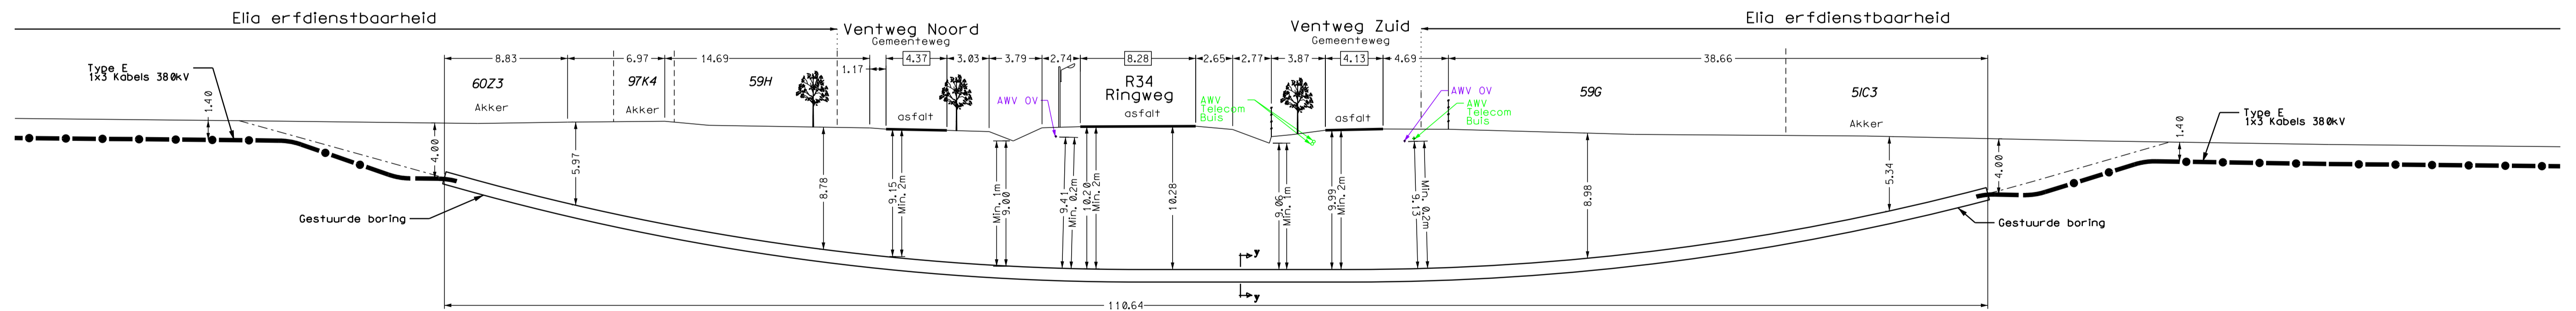 Elia erfdienstbaarheid
Ventweg Noord
Gemeenteweg
Ventweg Zuid
Gemeenteweg
Elia erfdienstbaarheid
8.83
6.97
14.69
1.17
4.37
3.03
3.79
2.74
8.28
2.65
2.77
3.87
4.13
4.69
38.66
Type E
1x3 Kabels 380kV
1.40
60Z3
Akker
97K4
Akker
59H
asfalt
AWV OV
R34
Ringweg
asfalt
AWV
Telecom
Buis
asfalt
AWV OV
AWV
Telecom
Buis
59G
51C3
Akker
1.40
Type E
1x3 Kabels 380kV
4.00
5.97
8.78
9.15
Min. 2m
Min. 1m
9.00
9.41
Min. 0.2m
10.20
Min. 2m
10.28
9.06
Min. 1m
9.99
Min. 2m
9.13
Min. 0.2m
8.98
5.34
4.00
Gestuurde boring
Gestuurde boring
y
y
110.64